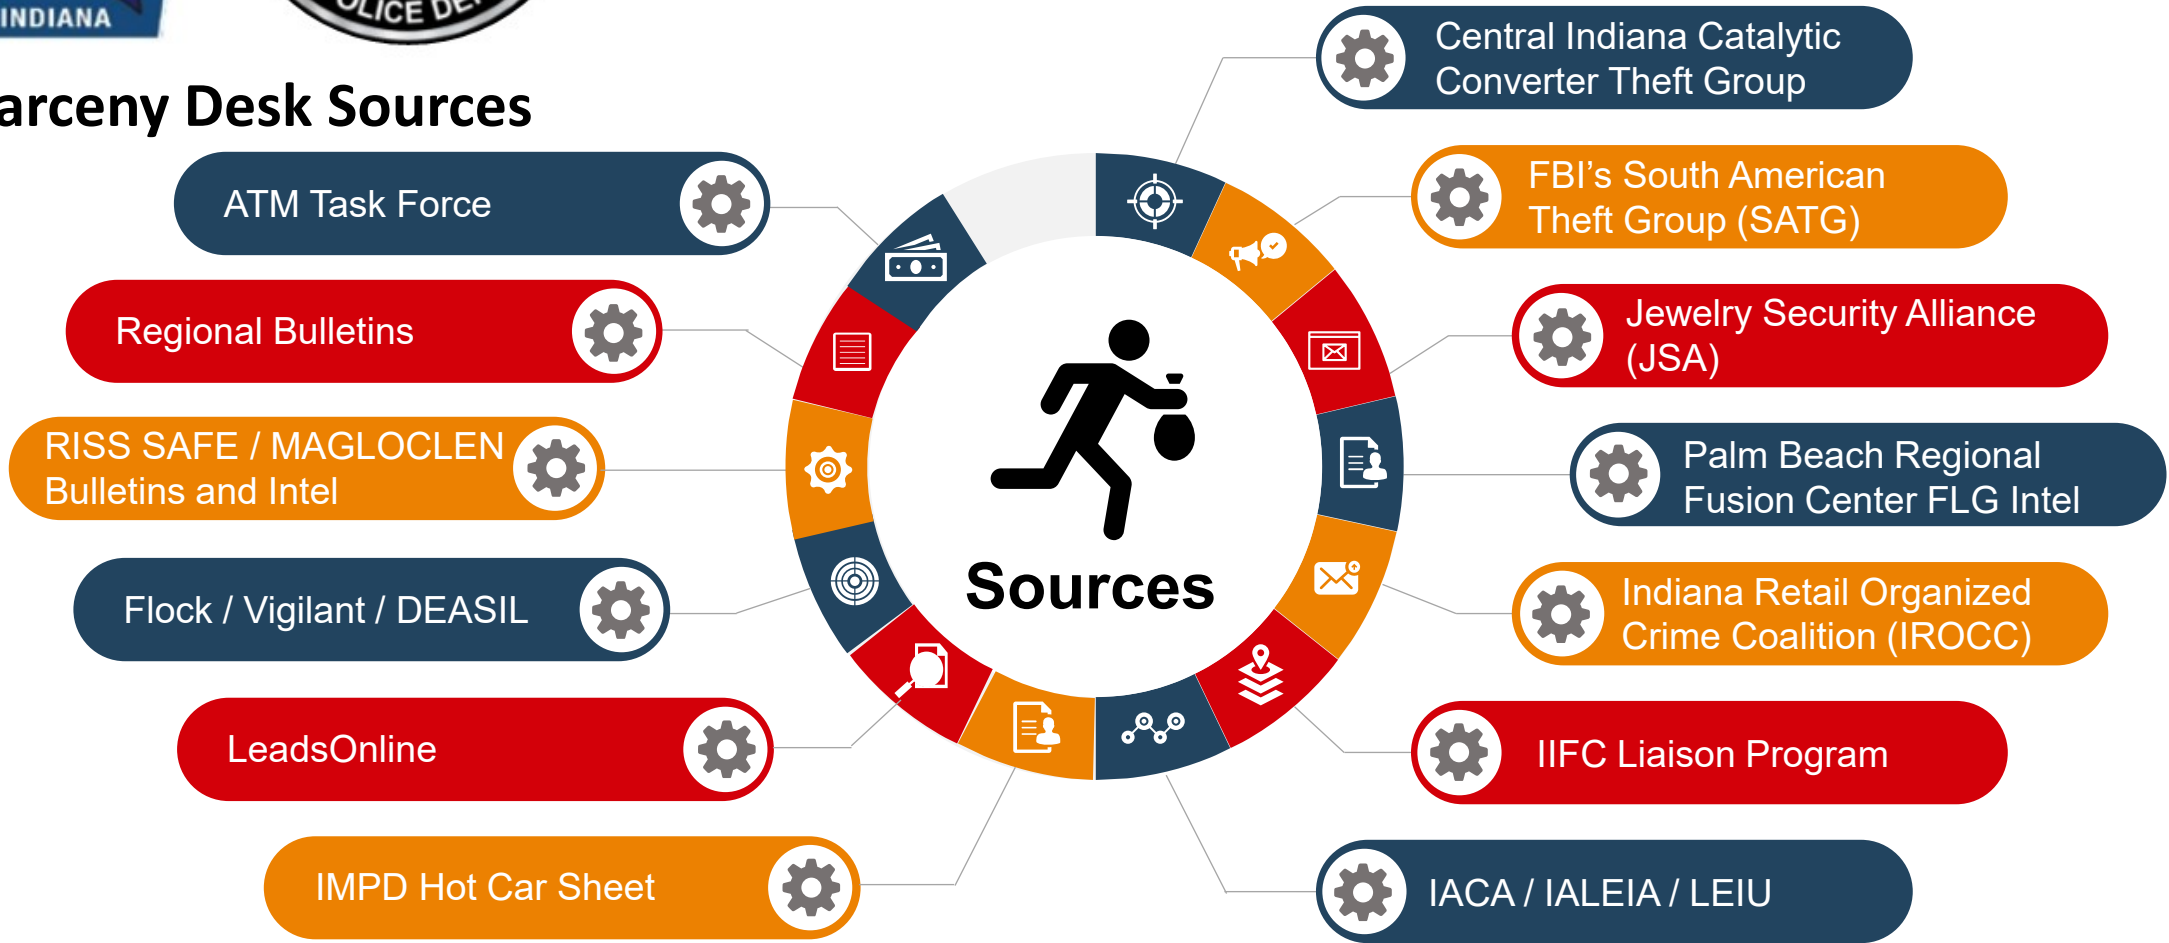 INDIANA
POLICE
arceny Desk Sources
ATM Task Force
Regional Bulletins
RISS SAFE / MAGLOCLEN
Bulletins and Intel
Flock / Vigilant / DEASIL
LeadsOnline
IMPD Hot Car Sheet
Sources
Central Indiana Catalytic
Converter Theft Group
FBI’s South American
Theft Group (SATG)
Jewelry Security Alliance
(JSA)
Palm Beach Regional
Fusion Center FLG Intel
Indiana Retail Organized
Crime Coalition (IROCC)
IIFC Liaison Program
IACA / IALEIA / LEIU